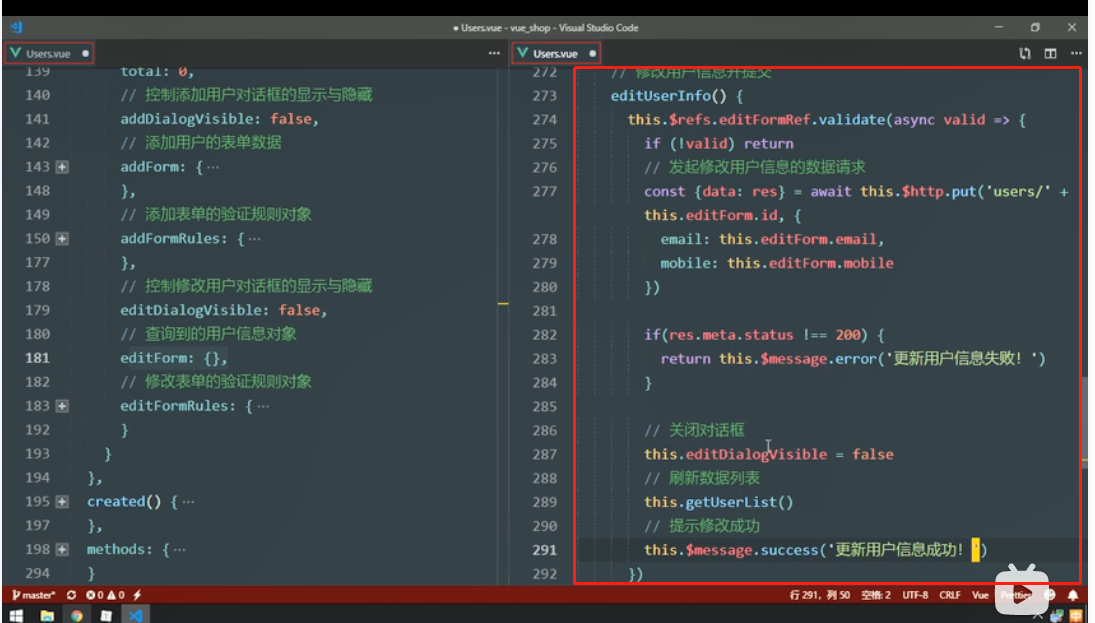 ● Users.vue - vue_shop - Visual Studio Code
Users.vue ●
Users.vue ●
139 total: 0,
140 // 控制添加用户对话框的显示与隐藏
141 addDialogVisible: false,
142 // 添加用户的表单数据
143 addForm: { ···
148 },
149 // 添加表单的验证规则对象
150 addFormRules: { ···
177 },
178 // 控制修改用户对话框的显示与隐藏
179 editDialogVisible: false,
180 // 查询到的用户信息对象
181 editForm: {},
182 // 修改表单的验证规则对象
183 editFormRules: { ···
192 }
193 }
194 },
195 created() { ···
197 },
198 methods: { ···
294 }
272 // 修改用户信息并提交
273 editUserInfo() {
274 this.$refs.editFormRef.validate(async valid => {
275 if (!valid) return
276 // 发起修改用户信息的数据请求
277 const {data: res} = await this.$http.put('users/' +
this.editForm.id, {
278 email: this.editForm.email,
279 mobile: this.editForm.mobile
280 })
281
282 if(res.meta.status !== 200) {
283 return this.$message.error('更新用户信息失败！')
284 }
285
286 // 关闭对话框
287 this.editDialogVisible = false
288 // 刷新数据列表
289 this.getUserList()
290 // 提示修改成功
291 this.$message.success('更新用户信息成功！')
292 })
master* 0 0 行 291，列 50 空格: 2 UTF-8 CRLF Vue Prettier
中